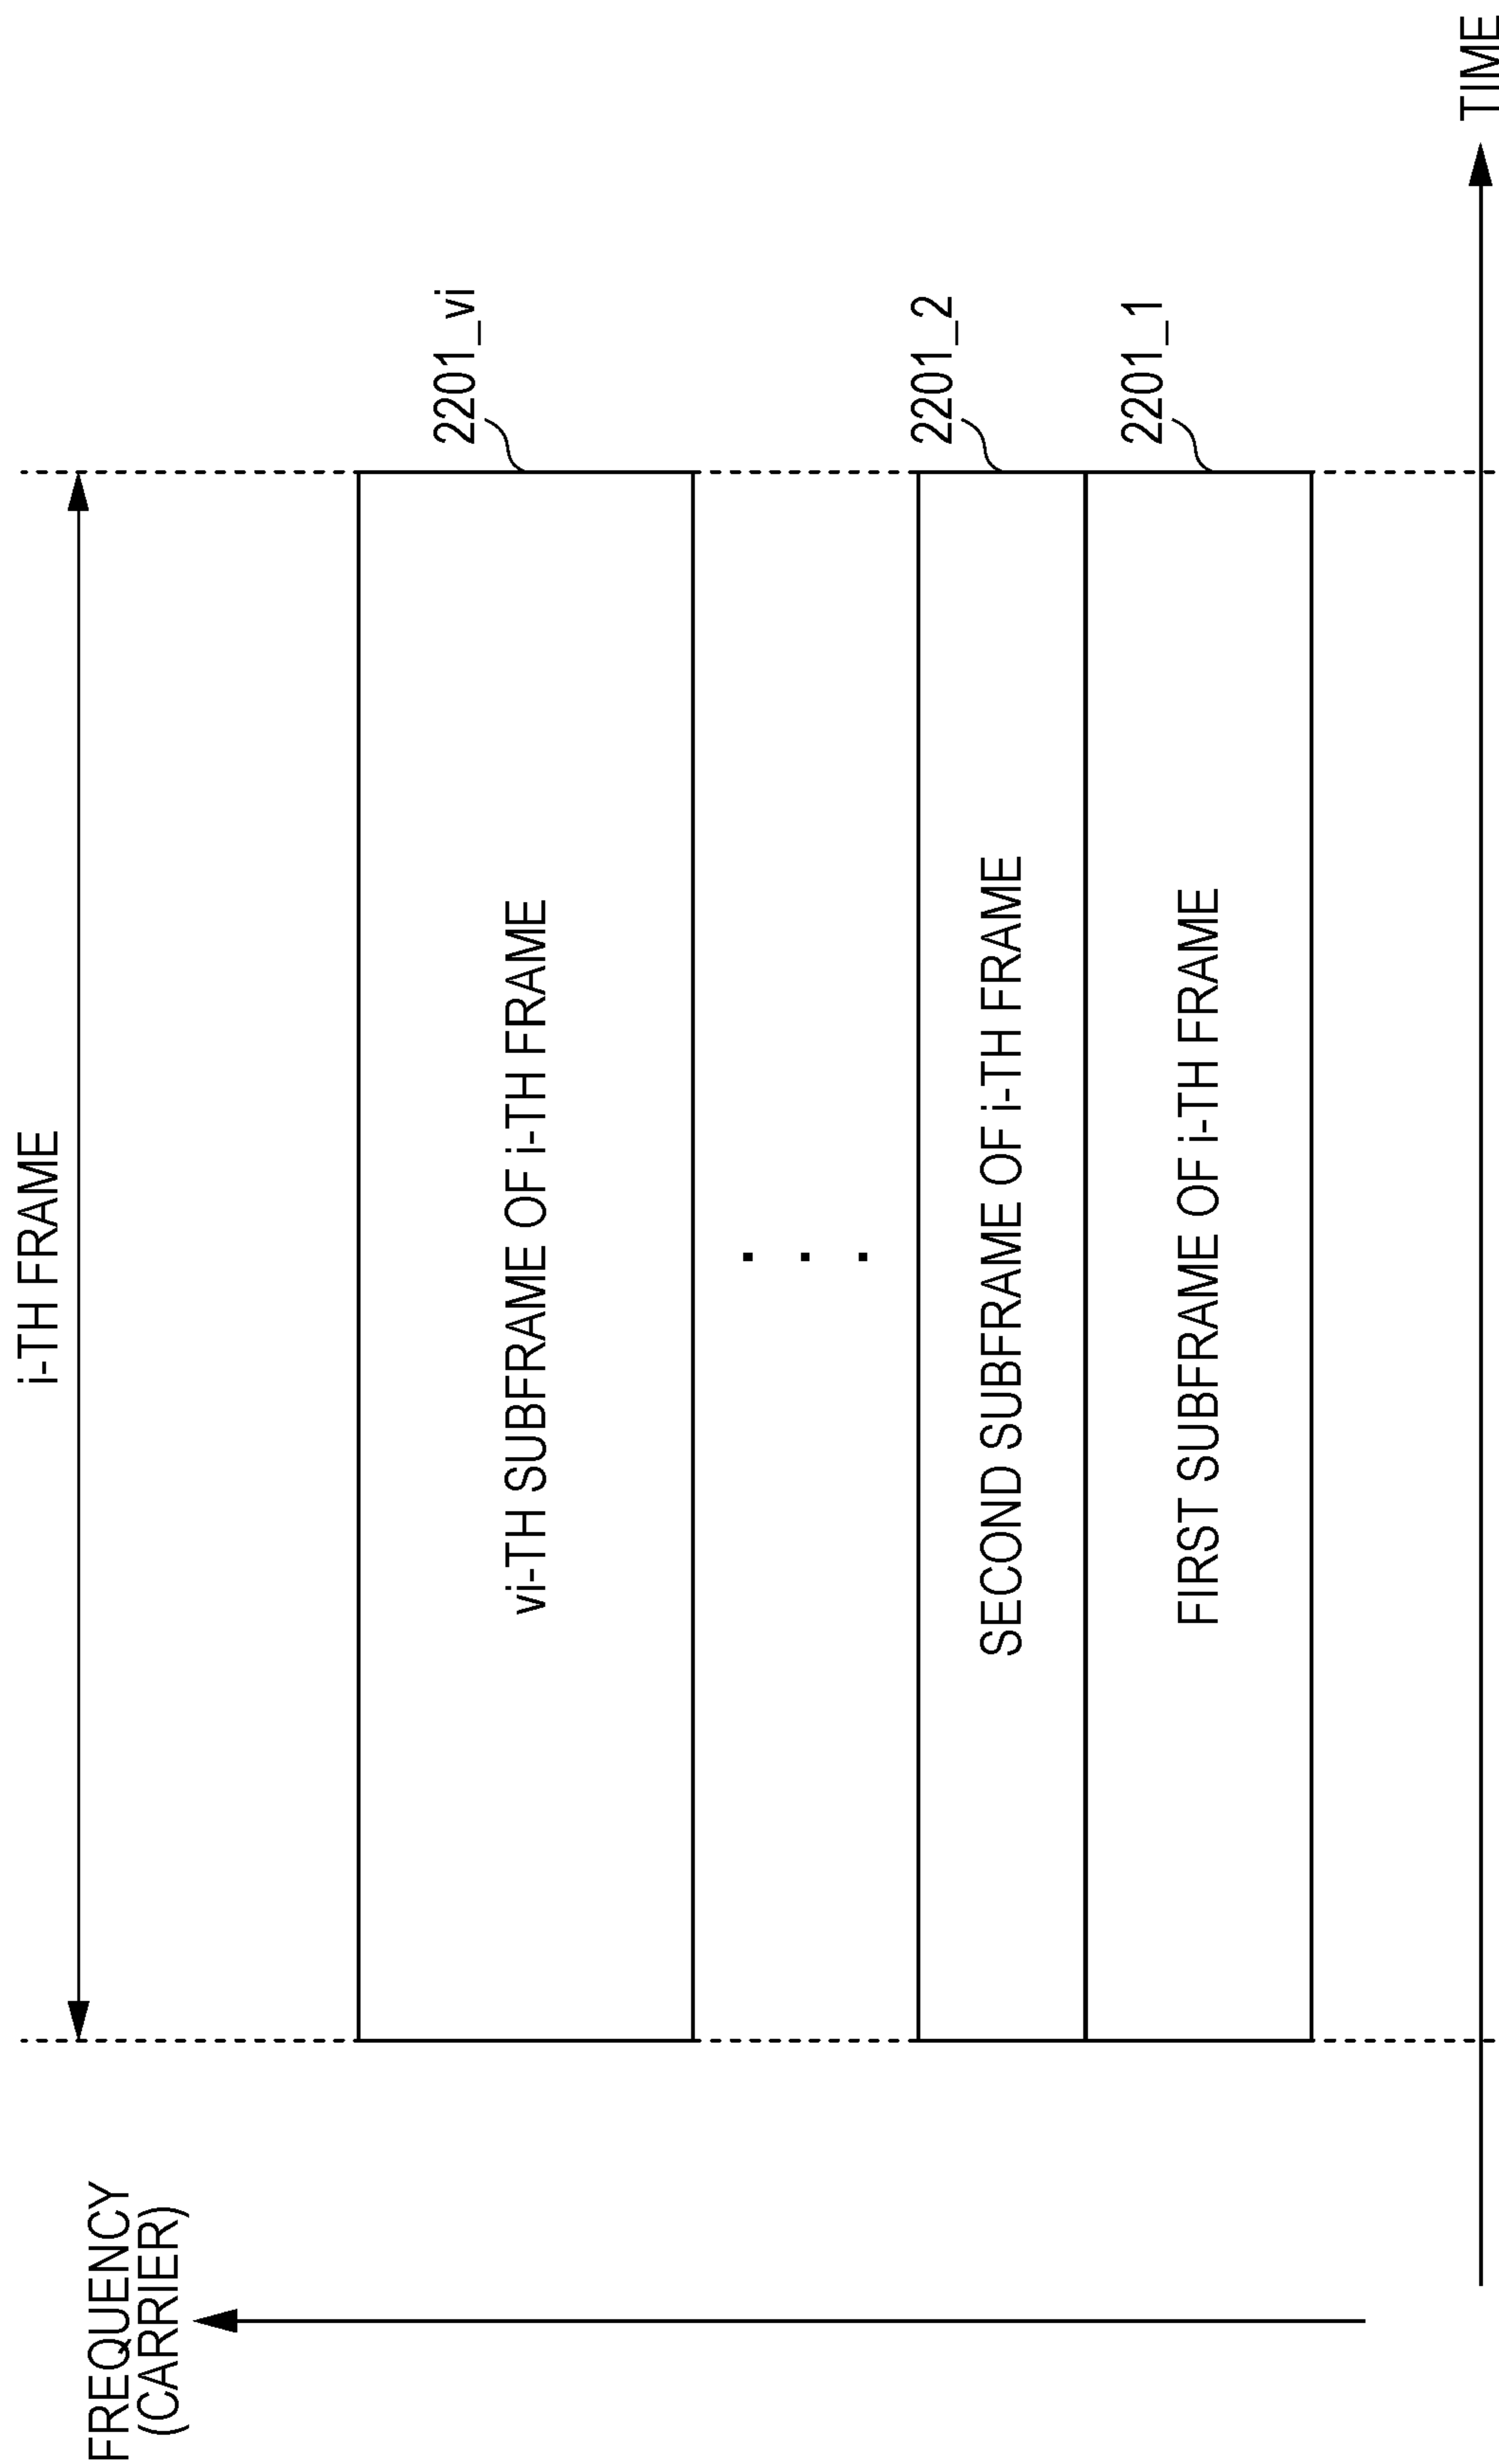 FREQUENCY
(CARRIER)
i-TH FRAME
vi-TH SUBFRAME OF i-TH FRAME
2201_vi
. . .
SECOND SUBFRAME OF i-TH FRAME
2201_2
FIRST SUBFRAME OF i-TH FRAME
2201_1
TIME